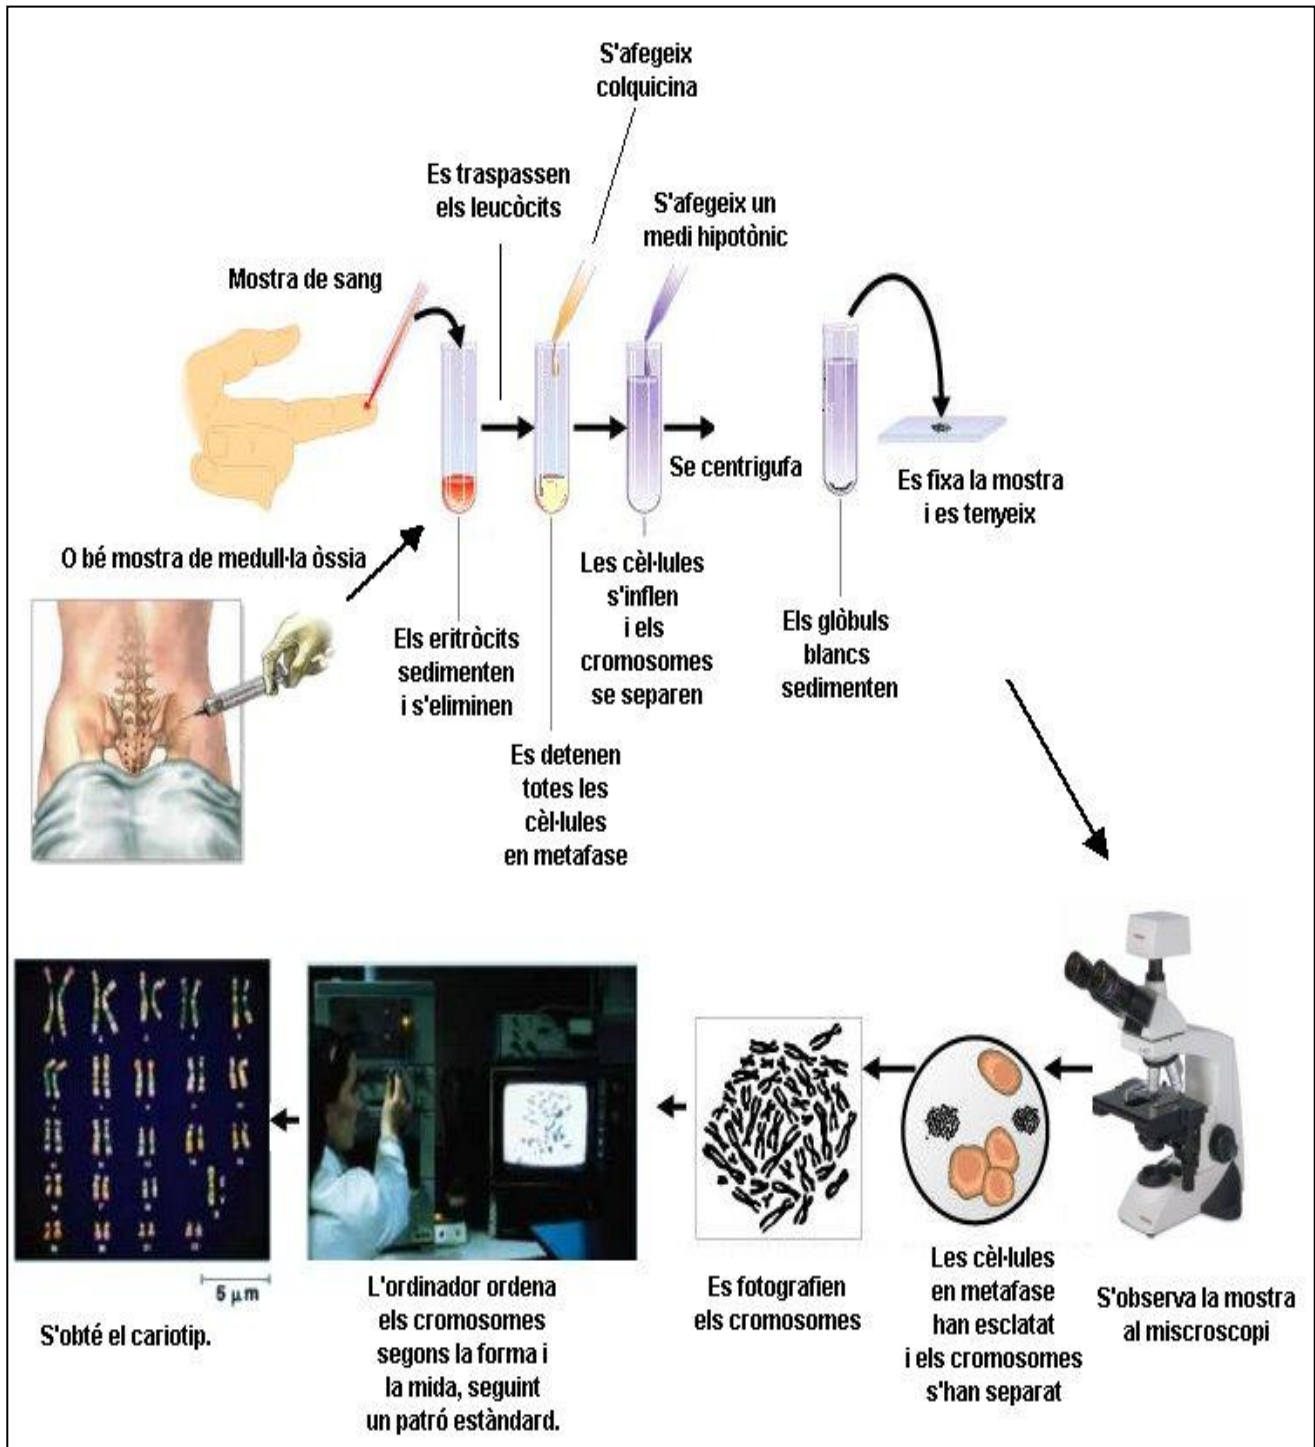 S'afegeix
colquicina
Es traspassen
els leucòcits
S'afegeix un
medi hipotònic
Mostra de sang
Se centrigufa
Es fixa la mostra
i es tenyeix
O bé mostra de medull·la òssia
Els eritròcits
sedimenten
i s'eliminen
Les cèl·lules
s'inflen
i els
cromosomes
se separen
Els glòbuls
blancs
sedimenten
Es detenen
totes les
cèl·lules
en metafase
5 µm
S'obté el cariotip.
L'ordinador ordena
els cromosomes
segons la forma i
la mida, seguint
un patró estàndard.
Es fotografien
els cromosomes
Les cèl·lules
en metafase
han esclatat
i els cromosomes
s'han separat
S'observa la mostra
al miscroscopi